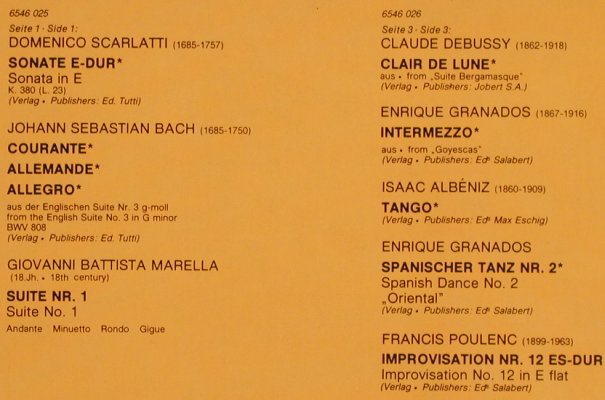 6546 025
Seite 1 · Side 1:
DOMENICO SCARLATTI (1685-1757)
SONATE E-DUR*
Sonata in E
K. 380 (L. 23)
(Verlag • Publishers: Ed. Tutti)
JOHANN SEBASTIAN BACH (1685-1750)
COURANTE*
ALLEMANDE*
ALLEGRO*
aus der Englischen Suite Nr. 3 g-moll
from the English Suite No. 3 in G minor
BWV 808
(Verlag • Publishers: Ed. Tutti)
GIOVANNI BATTISTA MARELLA
(18.Jh. • 18th century)
SUITE NR. 1
Suite No. 1
Andante Minuetto Rondo Gigue
6546 026
Seite 3 · Side 3:
CLAUDE DEBUSSY (1862-1918)
CLAIR DE LUNE*
aus • from „Suite Bergamasque"
(Verlag • Publishers: Jobert S.A.)
ENRIQUE GRANADOS (1867-1916)
INTERMEZZO*
aus • from „Goyescas"
(Verlag • Publishers: Edˢ Salabert)
ISAAC ALBÉNIZ (1860-1909)
TANGO*
(Verlag • Publishers: Edˢ Max Eschig)
ENRIQUE GRANADOS
SPANISCHER TANZ NR. 2*
Spanish Dance No. 2
„Oriental"
(Verlag • Publishers: Edˢ Salabert)
FRANCIS POULENC (1899-1963)
IMPROVISATION NR. 12 ES-DUR
Improvisation No. 12 in E flat
(Verlag • Publishers: Edˢ Salabert)